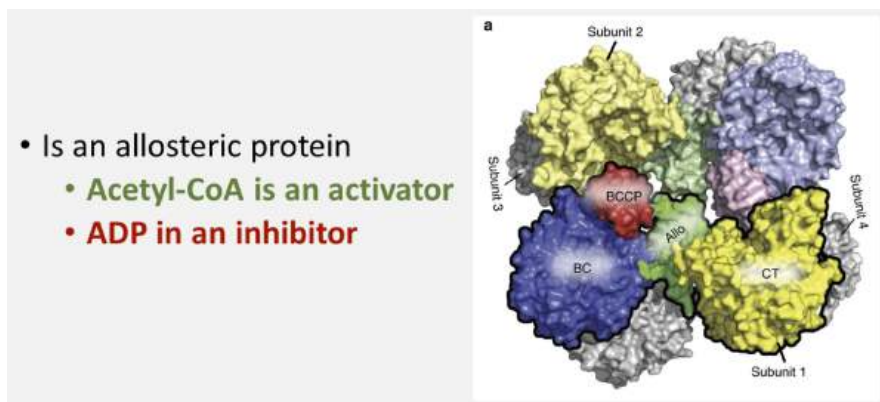 • Is an allosteric protein
• Acetyl-CoA is an activator
• ADP in an inhibitor
a
Subunit 2
Subunit 3
BCCP
Subunit 4
Allo
BC
CT
Subunit 1